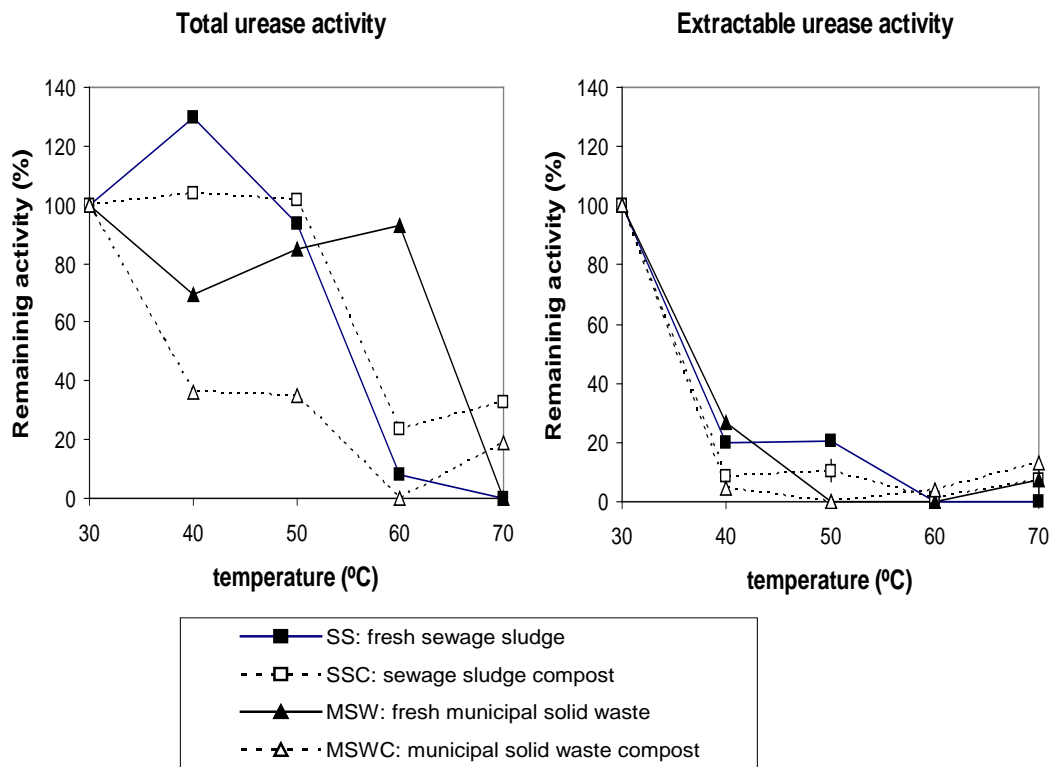 Total urease activity
Extractable urease activity
140
120
100
80
60
40
20
0
Remaininig activity (%)
30
40
50
60
70
temperature (ºC)
140
120
100
80
60
40
20
0
Remaininig activity (%)
30
40
50
60
70
temperature (ºC)
SS: fresh sewage sludge
SSC: sewage sludge compost
MSW: fresh municipal solid waste
MSWC: municipal solid waste compost